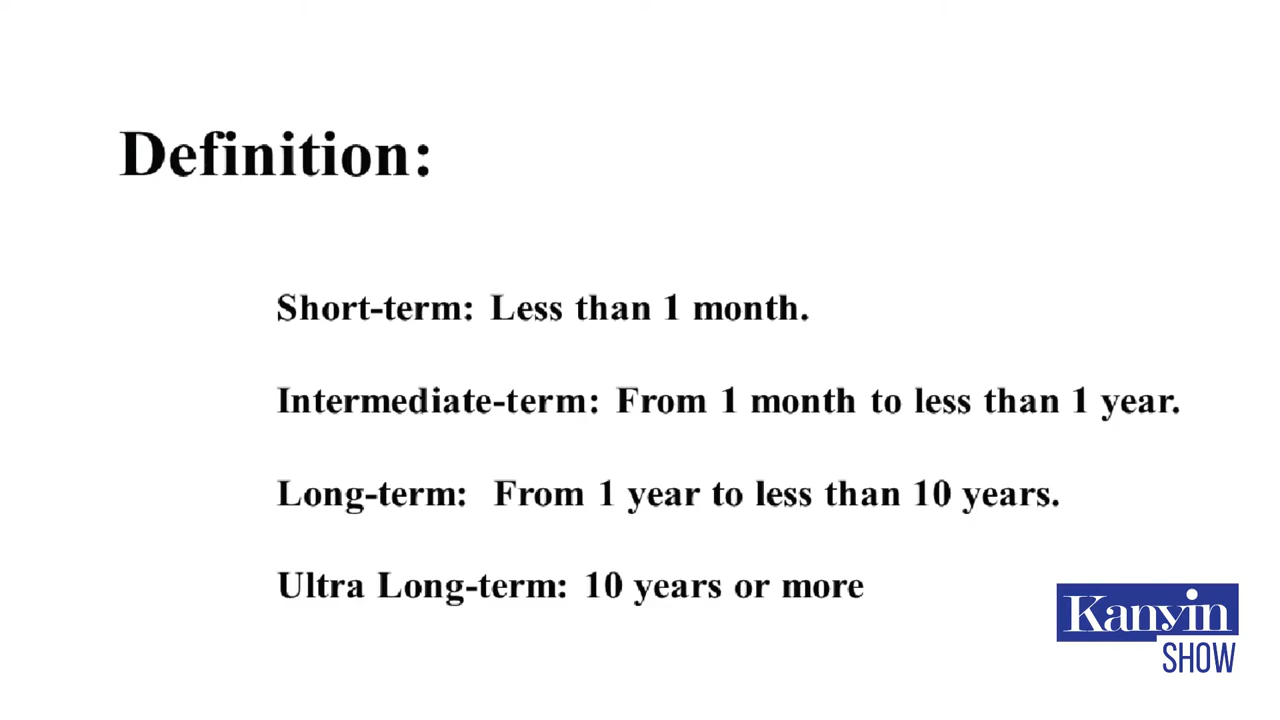 Definition:
Short-term: Less than 1 month.
Intermediate-term: From 1 month to less than 1 year.
Long-term: From 1 year to less than 10 years.
Ultra Long-term: 10 years or more
Kanyin
SHOW